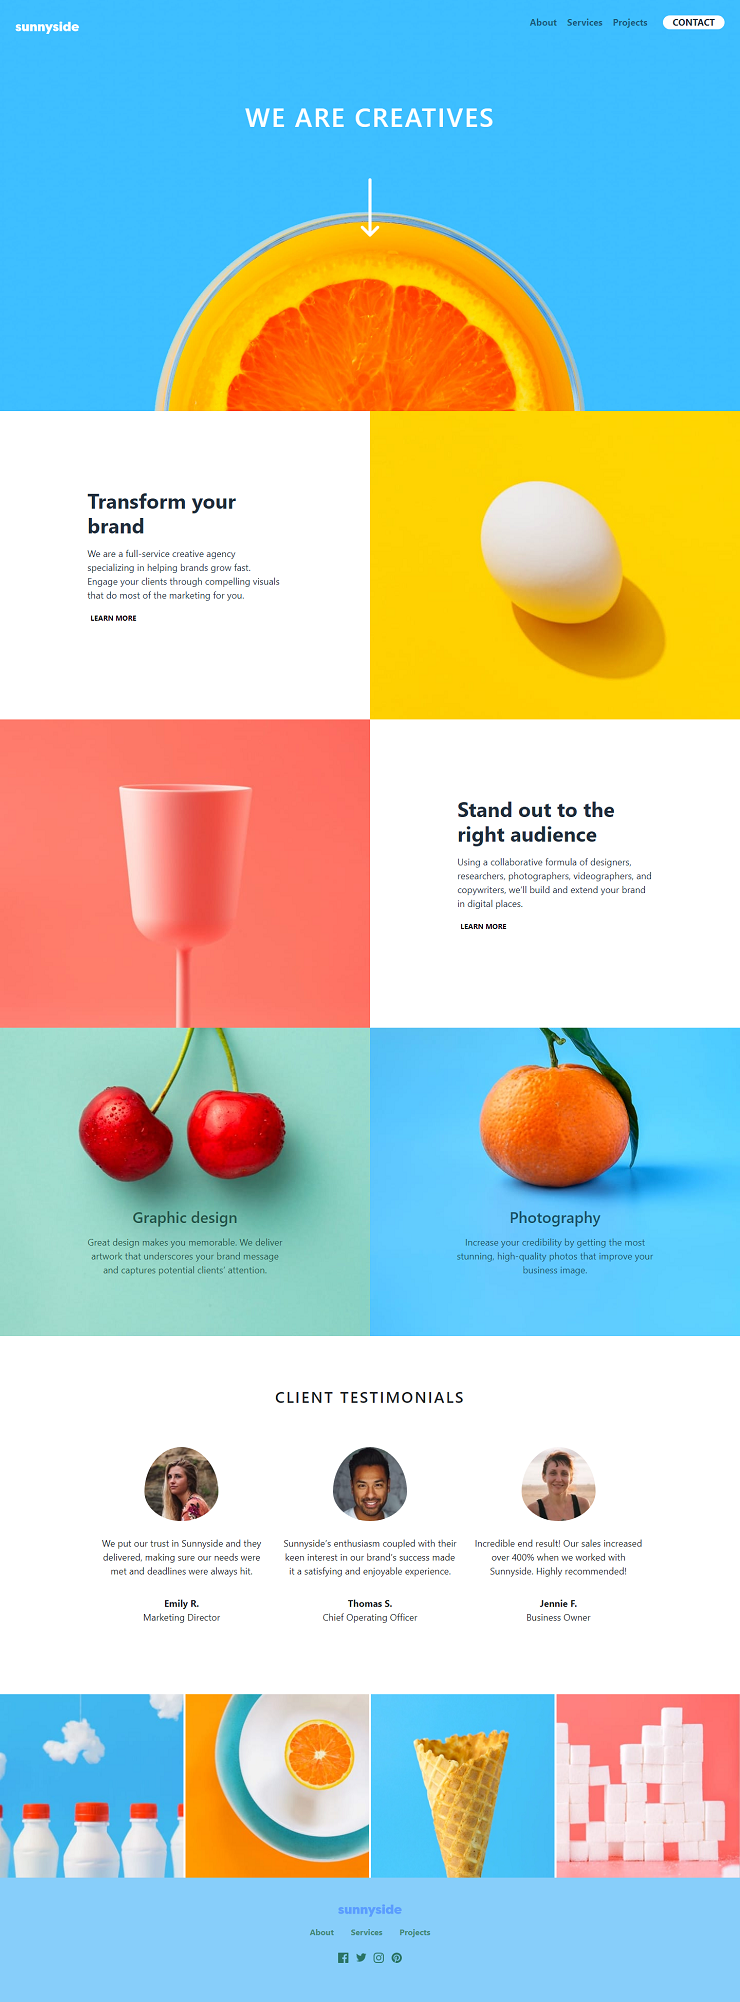 sunnyside
About Services Projects CONTACT
WE ARE CREATIVES
Transform your
brand
We are a full-service creative agency
specializing in helping brands grow fast.
Engage your clients through compelling visuals
that do most of the marketing for you.
LEARN MORE
Stand out to the
right audience
Using a collaborative formula of designers,
researchers, photographers, videographers, and
copywriters, we'll build and extend your brand
in digital places.
LEARN MORE
Graphic design
Great design makes you memorable. We deliver
artwork that underscores your brand message
and captures potential clients' attention.
Photography
Increase your credibility by getting the most
stunning, high-quality photos that improve your
business image.
CLIENT TESTIMONIALS
We put our trust in Sunnyside and they
delivered, making sure our needs were
met and deadlines were always hit.
Emily R.
Marketing Director
Sunnyside's enthusiasm coupled with their
keen interest in our brand's success made
it a satisfying and enjoyable experience.
Thomas S.
Chief Operating Officer
Incredible end result! Our sales increased
over 400% when we worked with
Sunnyside. Highly recommended!
Jennie F.
Business Owner
sunnyside
About Services Projects